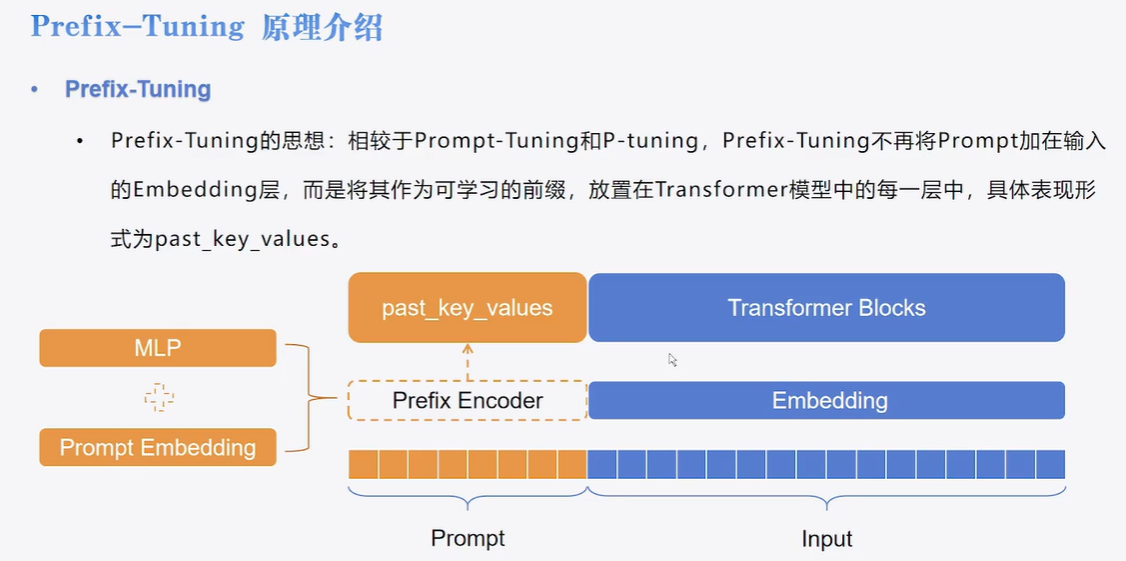 Prefix-Tuning 原理介绍
• Prefix-Tuning
• Prefix-Tuning的思想：相较于Prompt-Tuning和P-tuning，Prefix-Tuning不再将Prompt加在输入
的Embedding层，而是将其作为可学习的前缀，放置在Transformer模型中的每一层中，具体表现形
式为past_key_values。
past_key_values
Transformer Blocks
MLP
Prefix Encoder
Embedding
Prompt Embedding
Prompt
Input